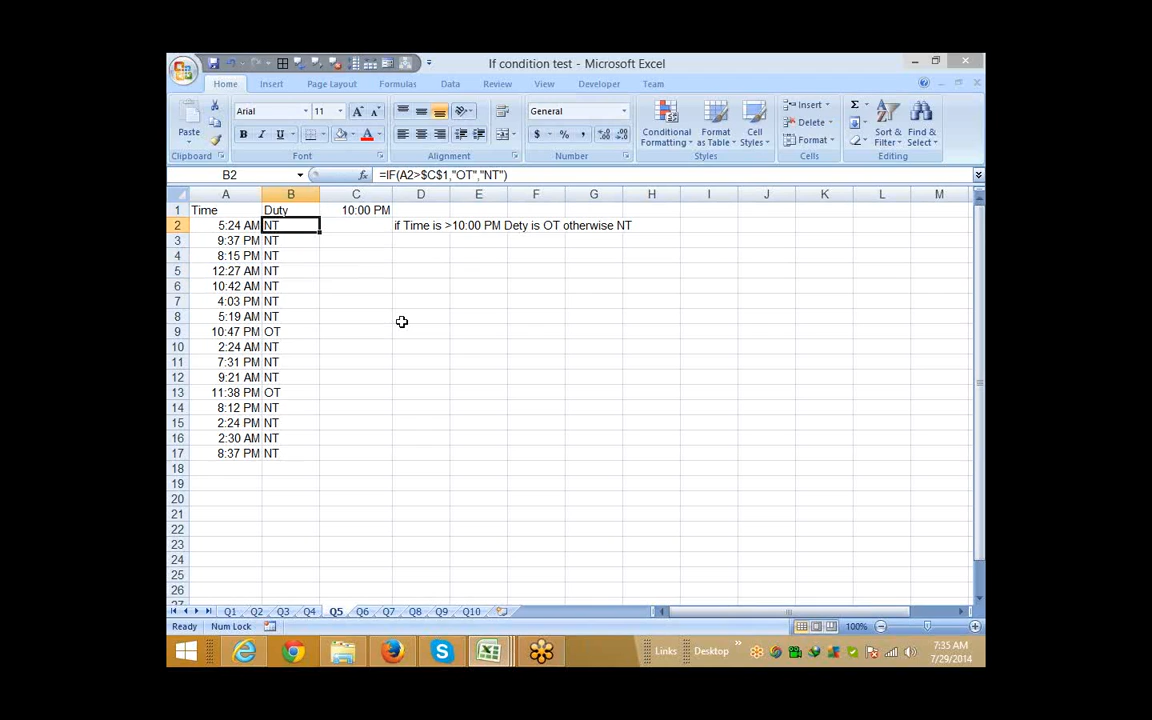 If condition test - Microsoft Excel
Home Insert Page Layout Formulas Data Review View Developer Team
Paste
Arial 11
B I U A
General
$ % ,
Conditional Formatting
Format as Table
Cell Styles
Insert
Delete
Format
Σ
Sort & Filter
Find & Select
Clipboard Font Alignment Number Styles Cells Editing
B2 fx =IF(A2>$C$1,"OT","NT")
A B C D E F G H I J K L M
1 Time Duty 10:00 PM
2 5:24 AM NT if Time is >10:00 PM Dety is OT otherwise NT
3 9:37 PM NT
4 8:15 PM NT
5 12:27 AM NT
6 10:42 AM NT
7 4:03 PM NT
8 5:19 AM NT
9 10:47 PM OT
10 2:24 AM NT
11 7:31 PM NT
12 9:21 AM NT
13 11:38 PM OT
14 8:12 PM NT
15 2:24 PM NT
16 2:30 AM NT
17 8:37 PM NT
18
19
20
21
22
23
24
25
26
27
Q1 Q2 Q3 Q4 Q5 Q6 Q7 Q8 Q9 Q10
Ready Num Lock 100%
Links Desktop 7:35 AM
7/29/2014